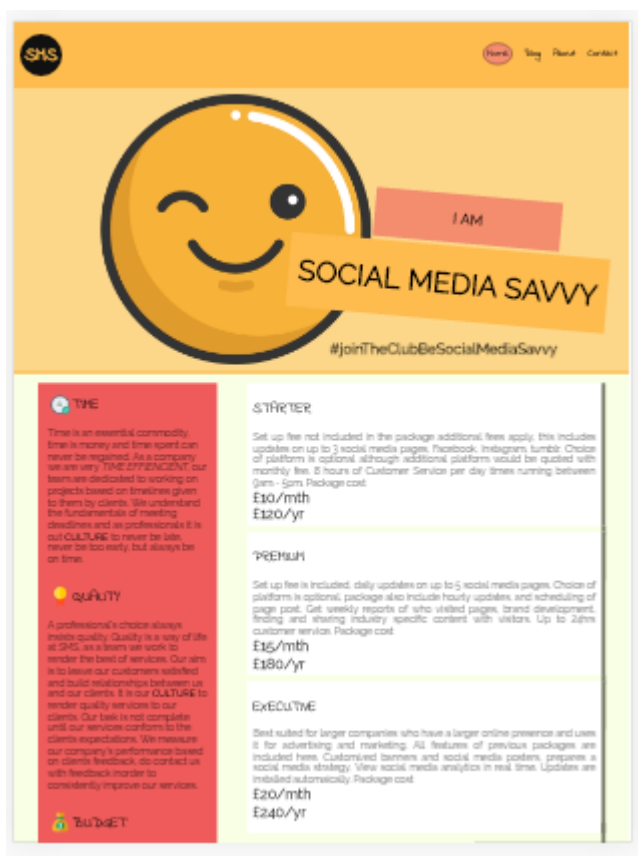 SMS
Home Blog About Contact
I AM
SOCIAL MEDIA SAVVY
#joinTheClubBeSocialMediaSavvy
TIME
Time is an essential commodity,
time is money and time spent can
never be regained. As a company
we are very TIME EFFIENCIENT, our
team are dedicated to working on
projects based on timelines given
to them by clients. We understand
the fundamentals of meeting
deadlines and as professionals it is
out CULTURE to never be late,
never be too early, but always be
on time.
QUALITY
A professional's choice always
insists quality. Quality is a way of life
at SMS, as a team we work to
render the best of services. Our aim
is to leave our customers satisfied
and build relationships between us
and our clients. It is our CULTURE to
render quality services to our
clients. Our task is not complete
until our services conform to the
clients expectations. We measure
our company's performance based
on clients feedback, do contact us
with feedback inorder to
consistently improve our services.
BUDGET
STARTER
Set up fee not included in the package additional fees apply, this includes
updates on up to 3 social media pages, Facebook, Instagram, tumblr. Choice
of platform is optional although additional platform would be quoted with
monthly fee. 8 hours of Customer Service per day times running between
9am - 5pm. Package cost
£10/mth
£120/yr
PREMIUM
Set up fee is included, daily updates on up to 5 social media pages. Choice of
platform is optional, package also include hourly updates, and scheduling of
page post. Get weekly reports of who visited pages, brand development,
finding and sharing industry specific content with visitors. Up to 24hrs
customer service. Package cost
£15/mth
£180/yr
EXECUTIVE
Best suited for larger companies who have a larger online presence and uses
it for advertising and marketing. All features of previous packages are
included here. Customised banners and social media posters, prepares a
social media strategy. View social media analytics in real time. Updates are
installed automaically. Package cost
£20/mth
£240/yr